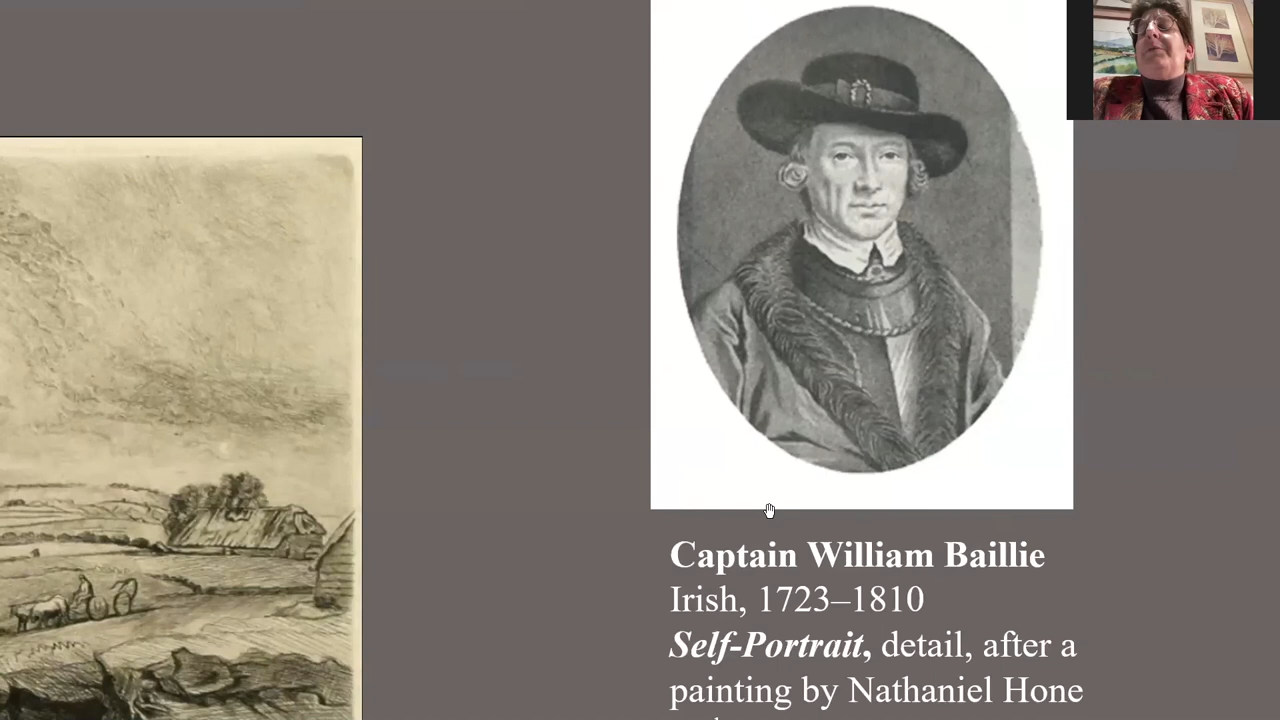 Captain William Baillie
Irish, 1723–1810
Self-Portrait, detail, after a
painting by Nathaniel Hone